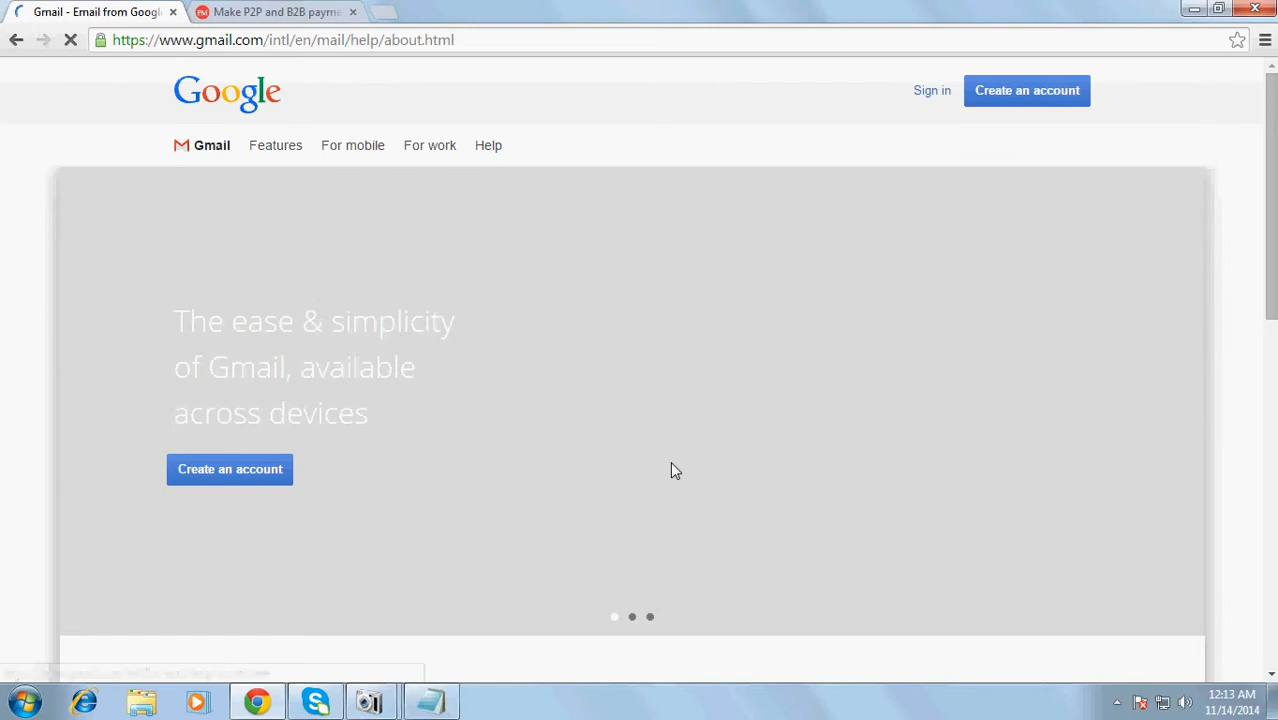 Gmail - Email from Google
Make P2P and B2B payme
https://www.gmail.com/intl/en/mail/help/about.html
Google
Sign in
Create an account
Gmail
Features
For mobile
For work
Help
The ease & simplicity
of Gmail, available
across devices
Create an account
12:13 AM
11/14/2014